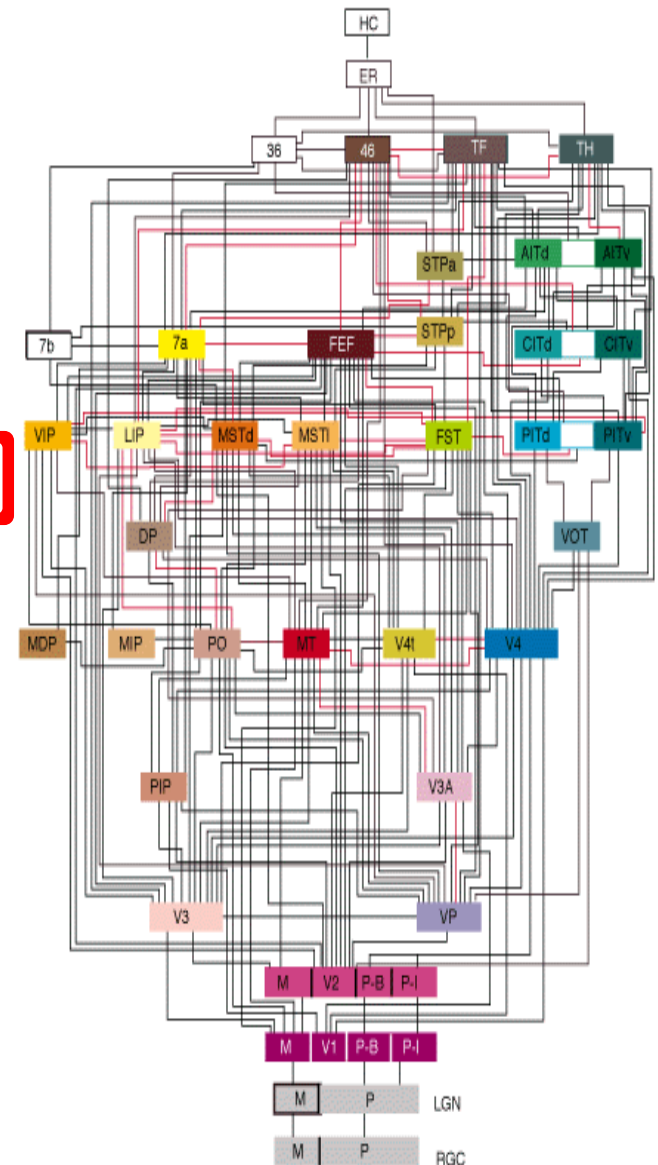 HC
ER
36 46 TF TH
STPa AITd AITv
7b 7a FEF STPp CITd CITv
VIP LIP MSTd MSTl FST PITd PITv
DP VOT
MDP MIP PO MT V4t V4
PIP V3A
V3 VP
M V2 P-B P-I
M V1 P-B P-I
M P LGN
M P RGC